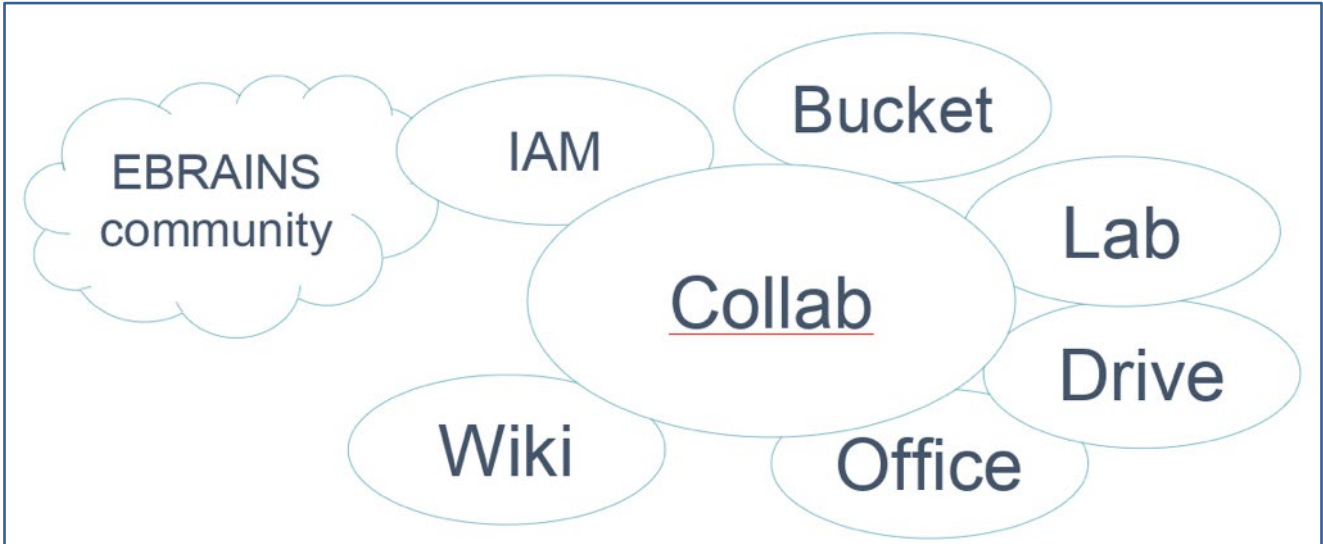 EBRAINS
community
IAM
Bucket
Lab
Collab
Drive
Wiki
Office